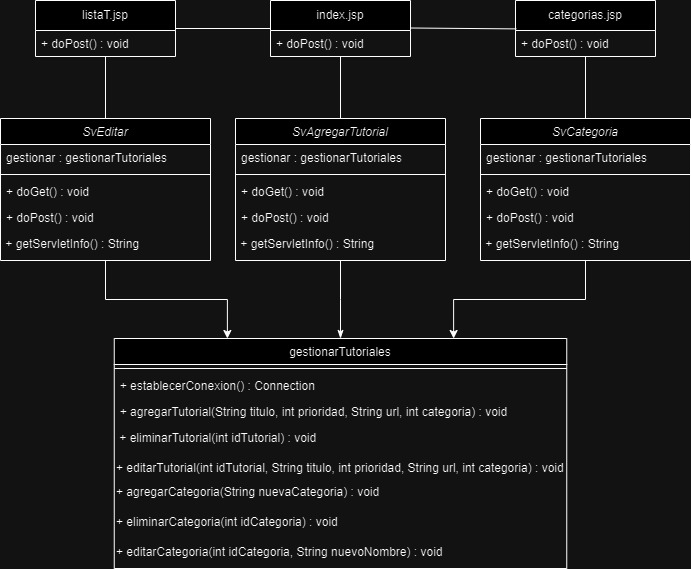 listaT.jsp
+ doPost() : void
index.jsp
+ doPost() : void
categorias.jsp
+ doPost() : void
SvEditar
gestionar : gestionarTutoriales
+ doGet() : void
+ doPost() : void
+ getServletInfo() : String
SvAgregarTutorial
gestionar : gestionarTutoriales
+ doGet() : void
+ doPost() : void
+ getServletInfo() : String
SvCategoria
gestionar : gestionarTutoriales
+ doGet() : void
+ doPost() : void
+ getServletInfo() : String
gestionarTutoriales
+ establecerConexion() : Connection
+ agregarTutorial(String titulo, int prioridad, String url, int categoria) : void
+ eliminarTutorial(int idTutorial) : void
+ editarTutorial(int idTutorial, String titulo, int prioridad, String url, int categoria) : void
+ agregarCategoria(String nuevaCategoria) : void
+ eliminarCategoria(int idCategoria) : void
+ editarCategoria(int idCategoria, String nuevoNombre) : void